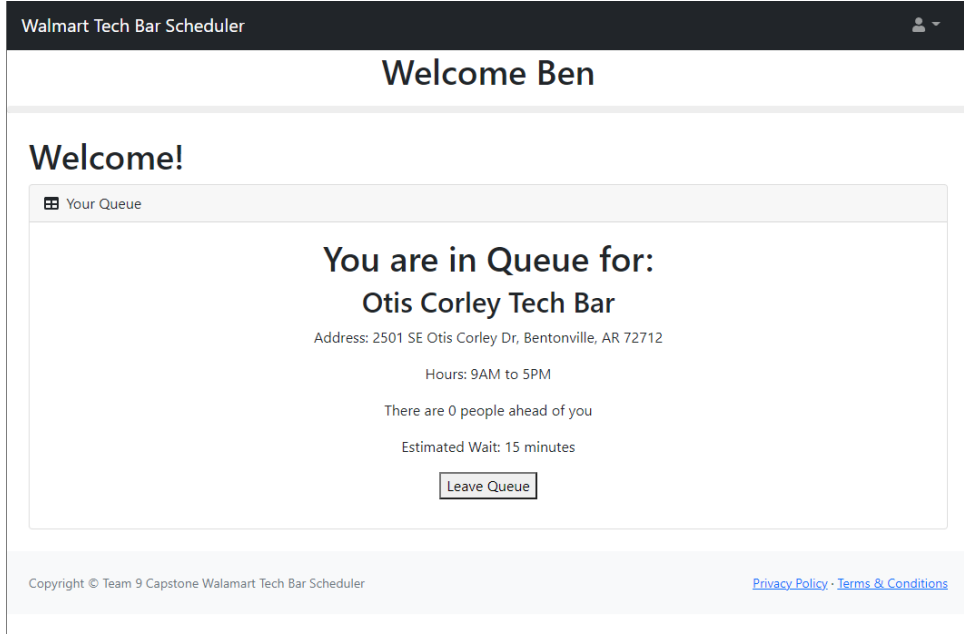 Walmart Tech Bar Scheduler
Welcome Ben
Welcome!
Your Queue
You are in Queue for:
Otis Corley Tech Bar
Address: 2501 SE Otis Corley Dr, Bentonville, AR 72712
Hours: 9AM to 5PM
There are 0 people ahead of you
Estimated Wait: 15 minutes
Leave Queue
Copyright © Team 9 Capstone Walamart Tech Bar Scheduler
Privacy Policy · Terms & Conditions